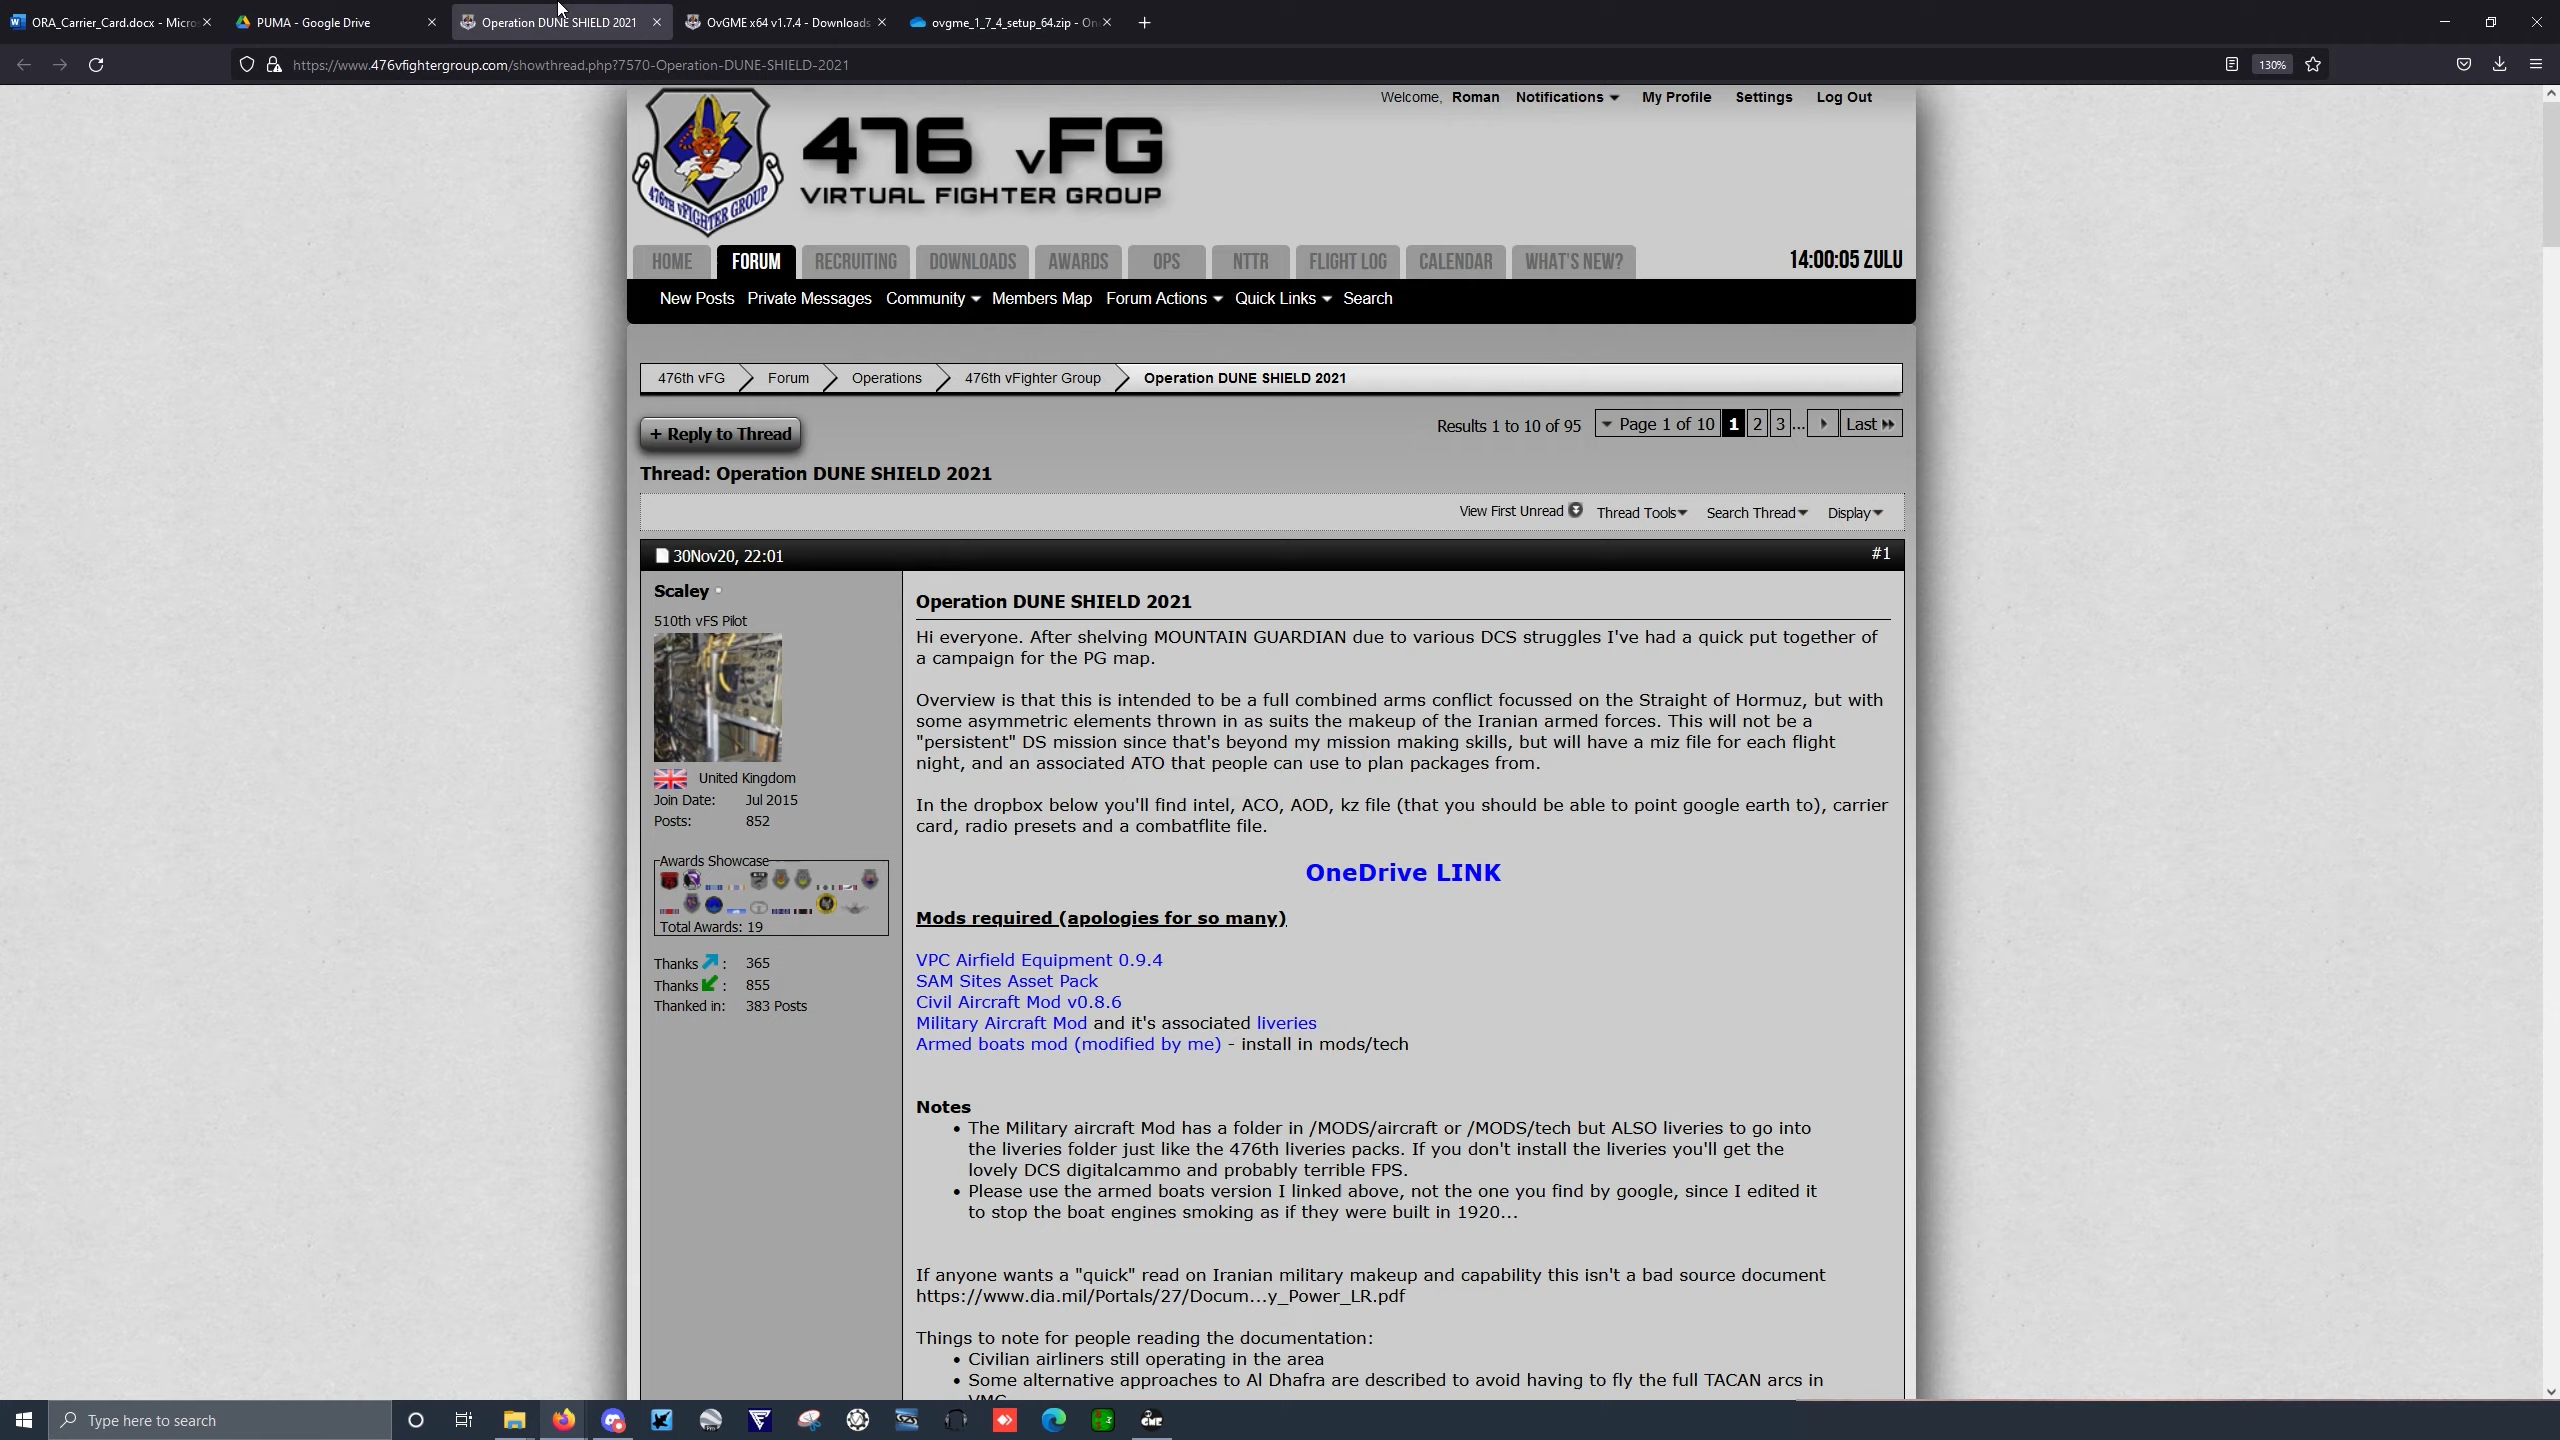 ORA_Carrier_Card.docx - Micros
PUMA - Google Drive
Operation DUNE SHIELD 2021
OvGME x64 v1.7.4 - Downloads
ovgme_1_7_4_setup_64.zip - On
https://www.476vfightergroup.com/showthread.php?7570-Operation-DUNE-SHIELD-2021
130%
Welcome, Roman Notifications My Profile Settings Log Out
476 vFG
VIRTUAL FIGHTER GROUP
476TH vFIGHTER GROUP
HOME FORUM RECRUITING DOWNLOADS AWARDS OPS NTTR FLIGHT LOG CALENDAR WHAT'S NEW? 14:00:05 ZULU
New Posts Private Messages Community Members Map Forum Actions Quick Links Search
476th vFG Forum Operations 476th vFighter Group Operation DUNE SHIELD 2021
+ Reply to Thread
Results 1 to 10 of 95 Page 1 of 10 1 2 3 ... Last
Thread: Operation DUNE SHIELD 2021
View First Unread Thread Tools Search Thread Display
30Nov20, 22:01 #1
Scaley
510th vFS Pilot
United Kingdom
Join Date: Jul 2015
Posts: 852
Awards Showcase
Total Awards: 19
Thanks : 365
Thanks : 855
Thanked in: 383 Posts
Operation DUNE SHIELD 2021
Hi everyone. After shelving MOUNTAIN GUARDIAN due to various DCS struggles I've had a quick put together of
a campaign for the PG map.
Overview is that this is intended to be a full combined arms conflict focussed on the Straight of Hormuz, but with
some asymmetric elements thrown in as suits the makeup of the Iranian armed forces. This will not be a
"persistent" DS mission since that's beyond my mission making skills, but will have a miz file for each flight
night, and an associated ATO that people can use to plan packages from.
In the dropbox below you'll find intel, ACO, AOD, kz file (that you should be able to point google earth to), carrier
card, radio presets and a combatflite file.
OneDrive LINK
Mods required (apologies for so many)
VPC Airfield Equipment 0.9.4
SAM Sites Asset Pack
Civil Aircraft Mod v0.8.6
Military Aircraft Mod and it's associated liveries
Armed boats mod (modified by me) - install in mods/tech
Notes
• The Military aircraft Mod has a folder in /MODS/aircraft or /MODS/tech but ALSO liveries to go into
the liveries folder just like the 476th liveries packs. If you don't install the liveries you'll get the
lovely DCS digitalcammo and probably terrible FPS.
• Please use the armed boats version I linked above, not the one you find by google, since I edited it
to stop the boat engines smoking as if they were built in 1920...
If anyone wants a "quick" read on Iranian military makeup and capability this isn't a bad source document
https://www.dia.mil/Portals/27/Docum...y_Power_LR.pdf
Things to note for people reading the documentation:
• Civilian airliners still operating in the area
• Some alternative approaches to Al Dhafra are described to avoid having to fly the full TACAN arcs in
VMC
Type here to search